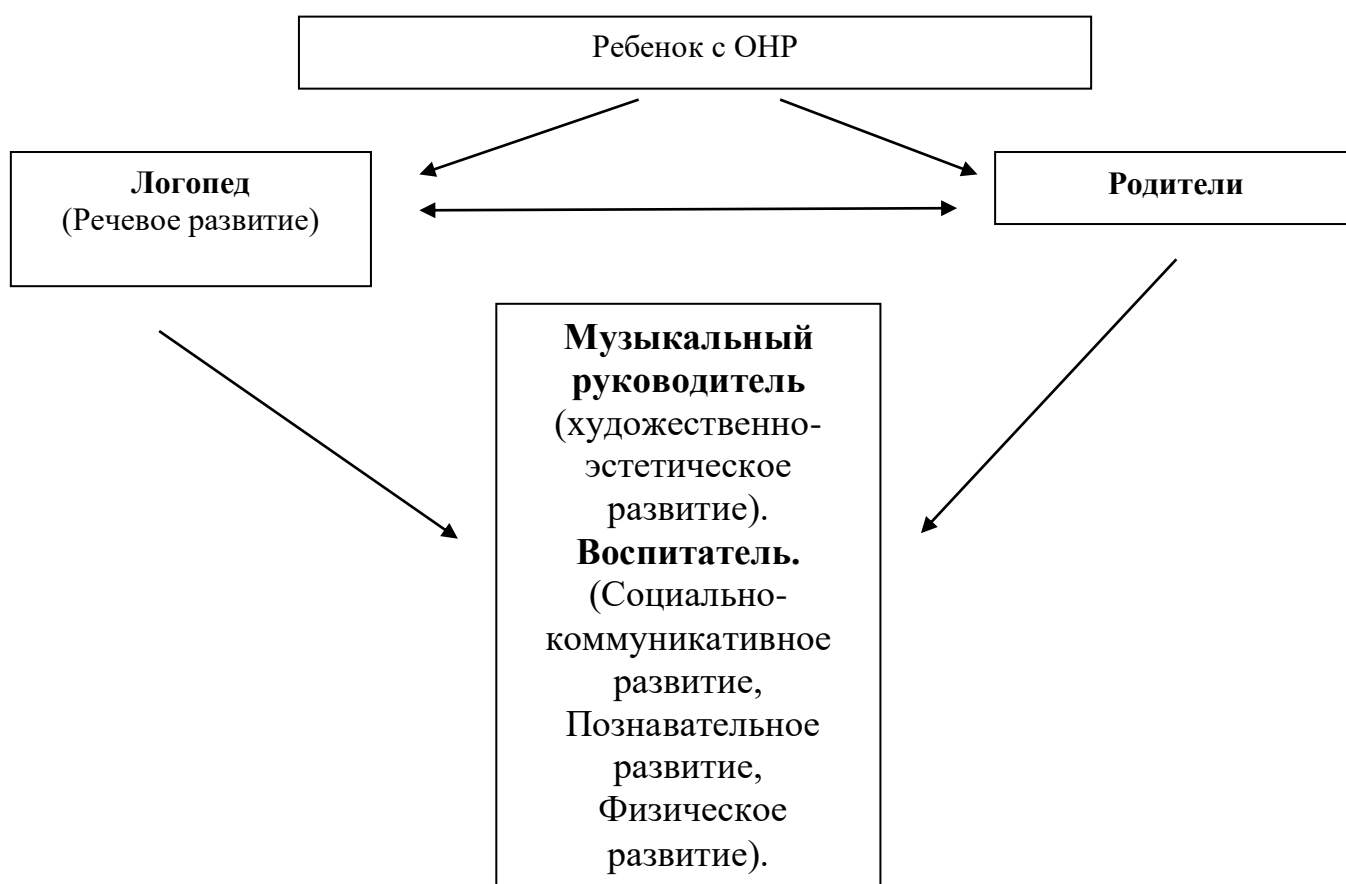 Ребенок с ОНР
Логопед
(Речевое развитие)
Родители
Музыкальный
руководитель
(художественно-
эстетическое
развитие).
Воспитатель.
(Социально-
коммуникативное
развитие,
Познавательное
развитие,
Физическое
развитие).